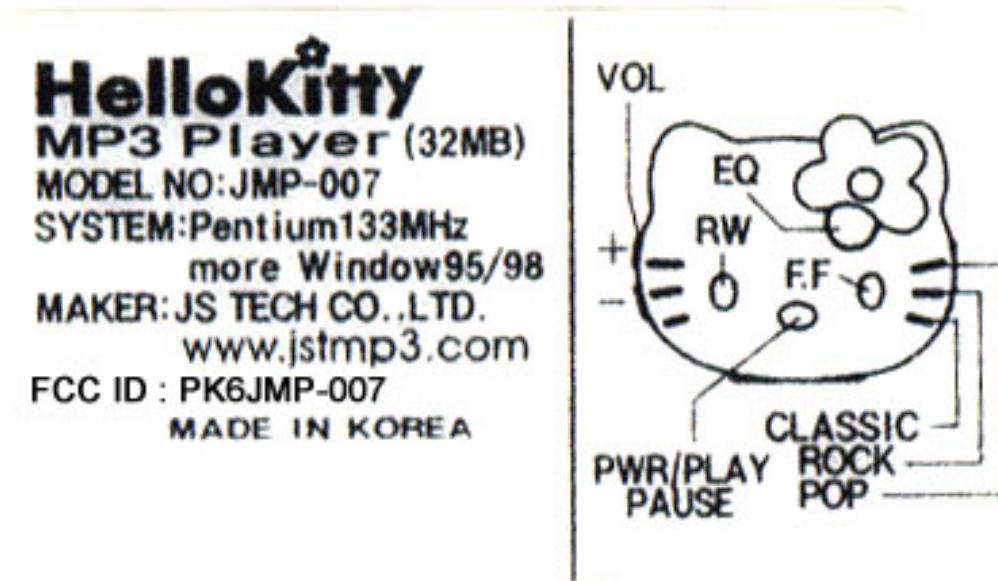 HelloKitty
MP3 Player (32MB)
MODEL NO:JMP-007
SYSTEM:Pentium133MHz
more Window95/98
MAKER:JS TECH CO.,LTD.
www.jstmp3.com
FCC ID : PK6JMP-007
MADE IN KOREA
VOL
EQ
RW
F.F
+
-
CLASSIC
ROCK
POP
PWR/PLAY
PAUSE